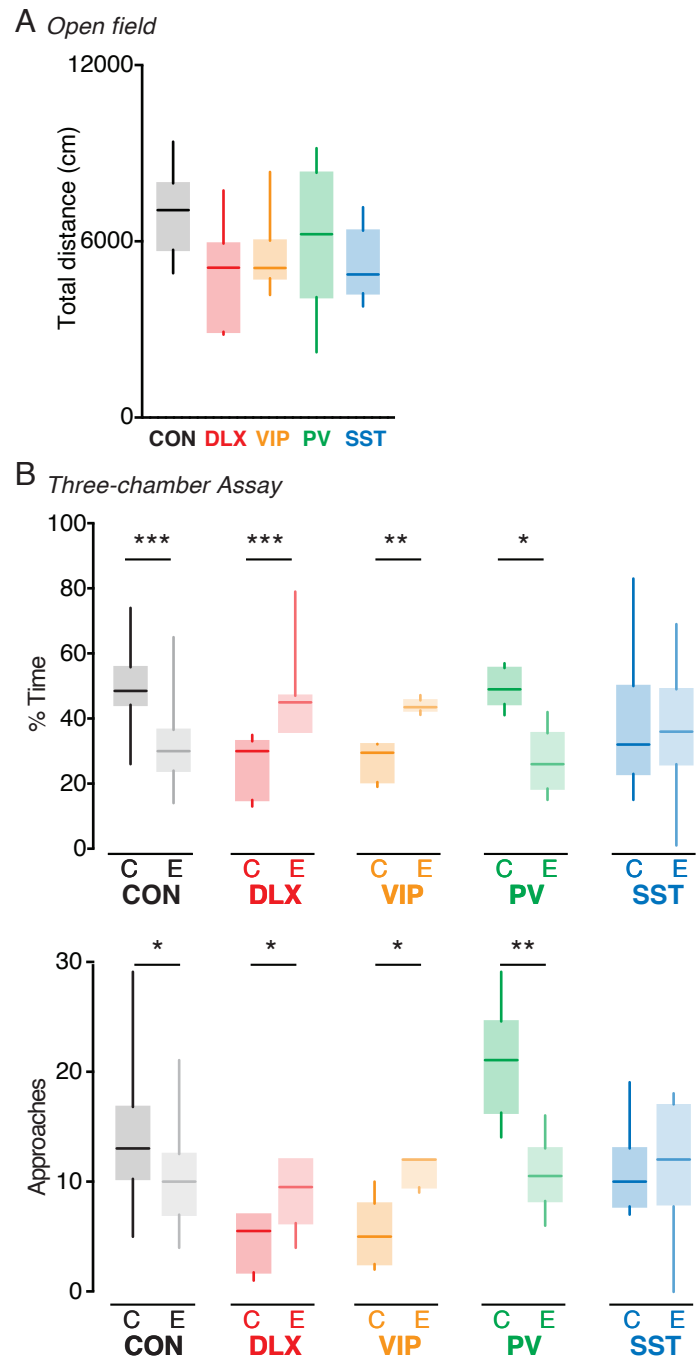 A Open field
12000
6000
0
Total distance (cm)
CON DLX VIP PV SST
B Three-chamber Assay
100
80
60
40
20
0
% Time
*** *** ** *
C E C E C E C E C E
CON DLX VIP PV SST
30
20
10
0
Approaches
* * * **
C E C E C E C E C E
CON DLX VIP PV SST